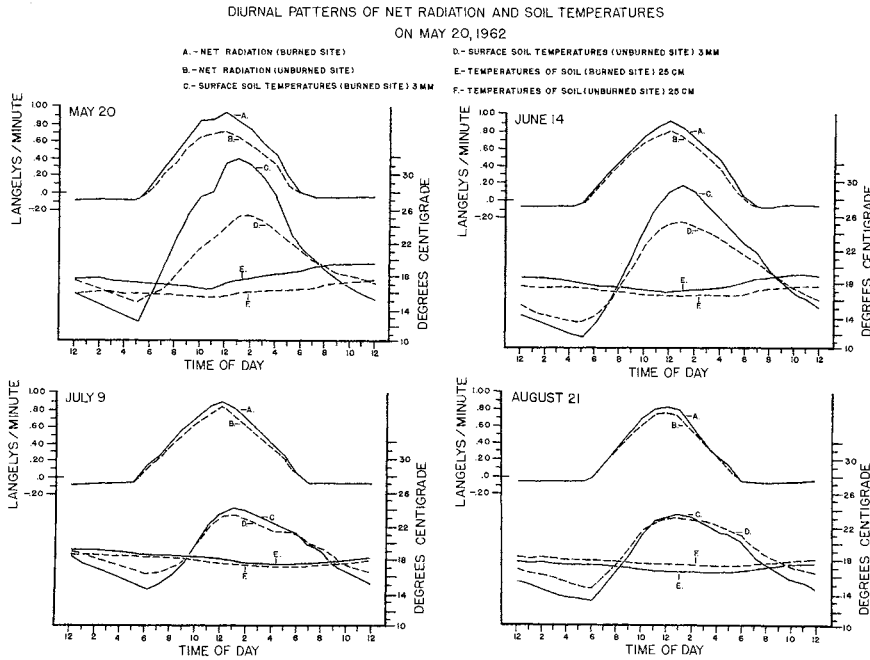 DIURNAL PATTERNS OF NET RADIATION AND SOIL TEMPERATURES
ON MAY 20, 1962
A.- NET RADIATION (BURNED SITE)
B.- NET RADIATION (UNBURNED SITE)
C.- SURFACE SOIL TEMPERATURES (BURNED SITE) 3 MM
D.- SURFACE SOIL TEMPERATURES (UNBURNED SITE) 3 MM
E.- TEMPERATURES OF SOIL (BURNED SITE) 25 CM
F.- TEMPERATURES OF SOIL (UNBURNED SITE) 25 CM
MAY 20
LANGELYS / MINUTE
1.00
.80
.60
.40
.20
.0
-.20
A.
B.
C.
D.
E.
F.
30
26
22
18
14
10
DEGREES CENTIGRADE
12 2 4 6 8 10 12 2 4 6 8 10 12
TIME OF DAY
JUNE 14
LANGELYS / MINUTE
1.00
.80
.60
.40
.20
.0
-.20
A.
B.
C.
D.
E.
F.
30
26
22
18
14
10
DEGREES CENTIGRADE
12 2 4 6 8 10 12 2 4 6 8 10 12
TIME OF DAY
JULY 9
LANGELYS / MINUTE
1.00
.80
.60
.40
.20
.0
-.20
A.
B.
C.
D.
E.
F.
30
26
22
18
14
10
DEGREES CENTIGRADE
12 2 4 6 8 10 12 2 4 6 8 10 12
TIME OF DAY
AUGUST 21
LANGELYS / MINUTE
1.00
.80
.60
.40
.20
.0
-.20
A
B.
C.
D.
F.
E.
30
26
22
18
14
10
DEGREES CENTIGRADE
12 2 4 6 8 10 12 2 4 6 8 10 12
TIME OF DAY